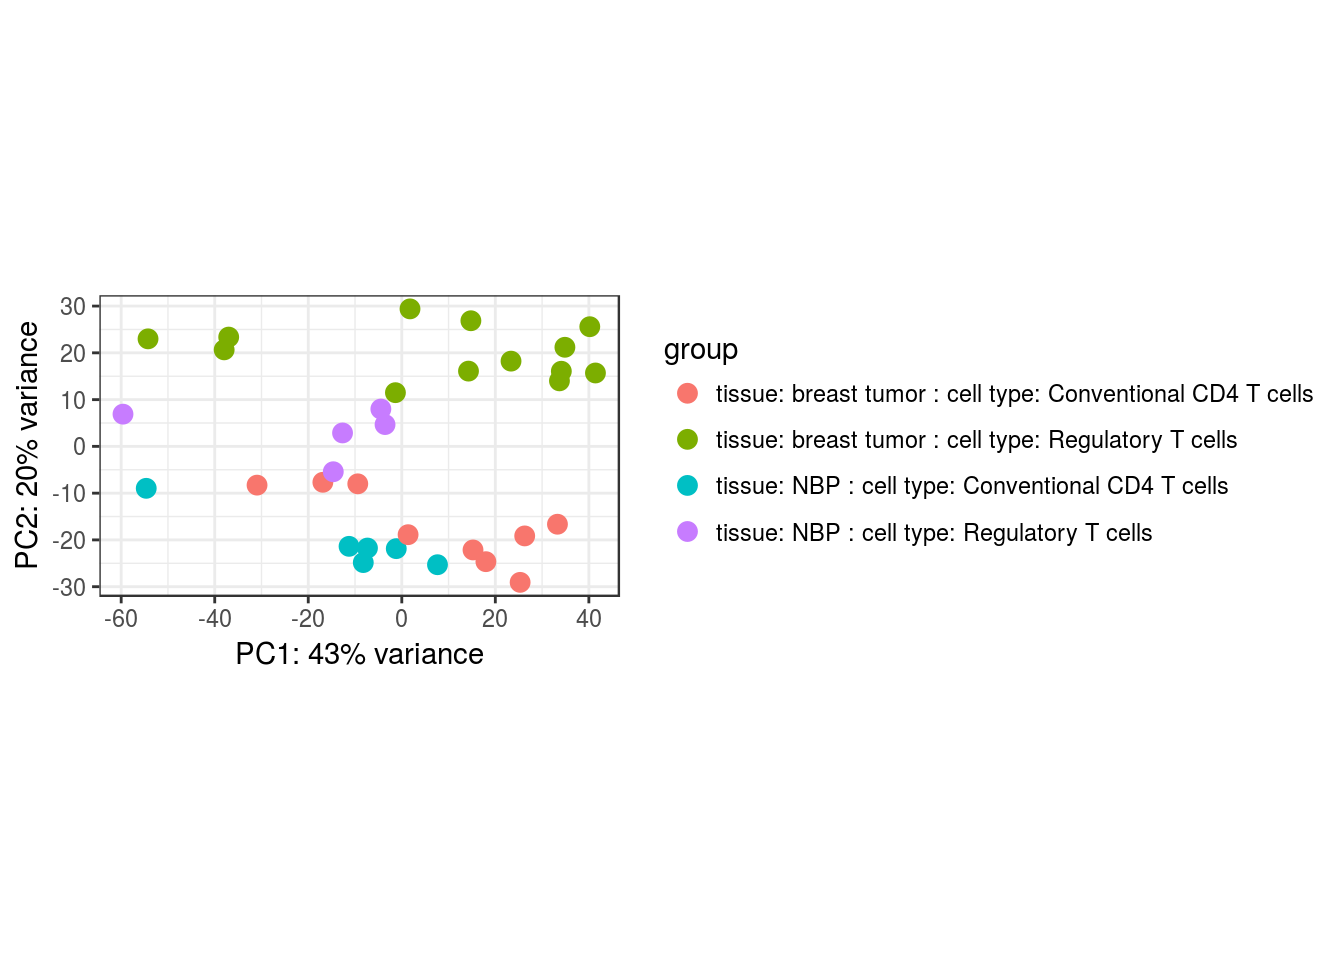 30
20
10
0
-10
-20
-30
PC2: 20% variance
-60 -40 -20 0 20 40
PC1: 43% variance
group
tissue: breast tumor : cell type: Conventional CD4 T cells
tissue: breast tumor : cell type: Regulatory T cells
tissue: NBP : cell type: Conventional CD4 T cells
tissue: NBP : cell type: Regulatory T cells